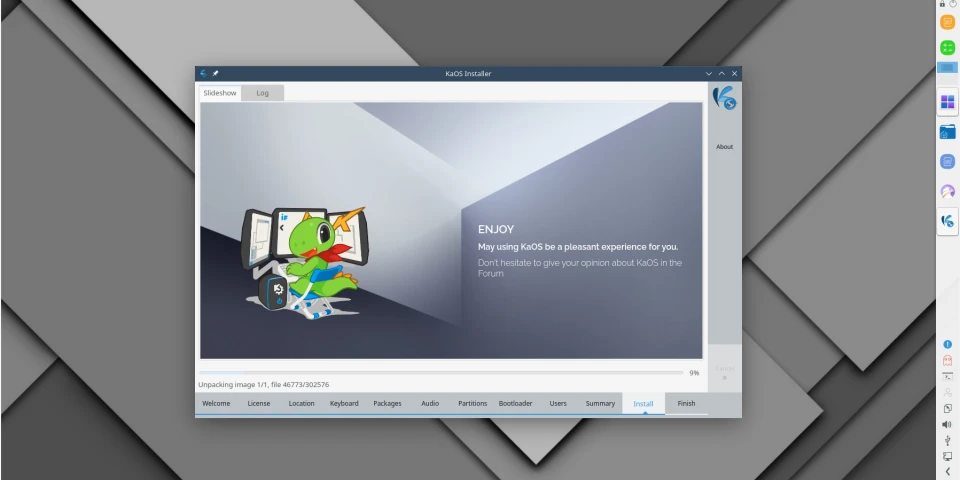 KaOS Installer
Slideshow
Log
About
iF
ENJOY
May using KaOS be a pleasant experience for you.
Don't hesitate to give your opinion about KaOS in the
Forum
9%
Unpacking image 1/1, file 46773/302576
Welcome
License
Location
Keyboard
Packages
Audio
Partitions
Bootloader
Users
Summary
Install
Finish